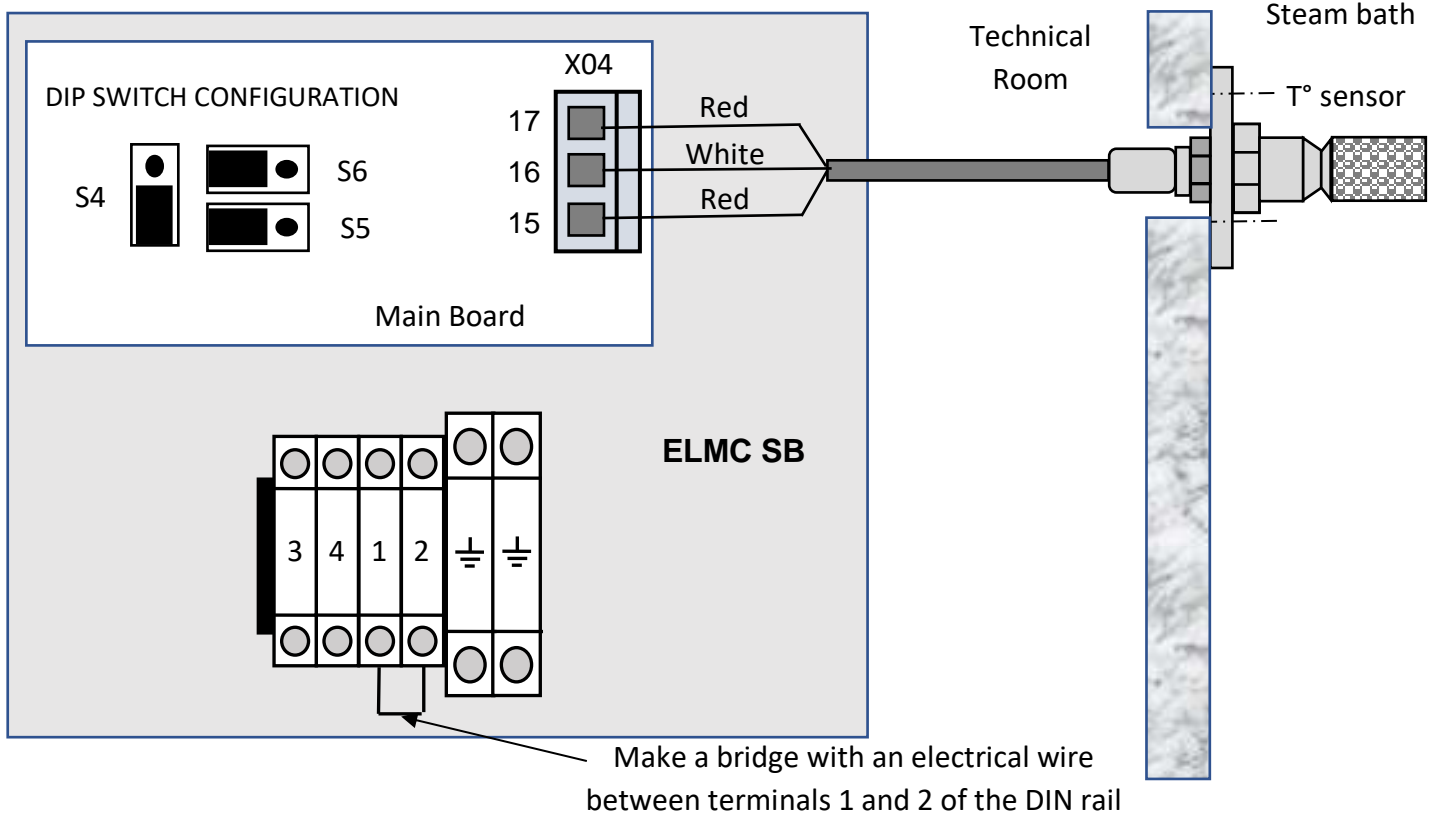 Steam bath
Technical
Room
T° sensor
X04
DIP SWITCH CONFIGURATION
17
Red
S4
S6
16
White
S5
15
Red
Main Board
ELMC SB
3 4 1 2
Make a bridge with an electrical wire
between terminals 1 and 2 of the DIN rail